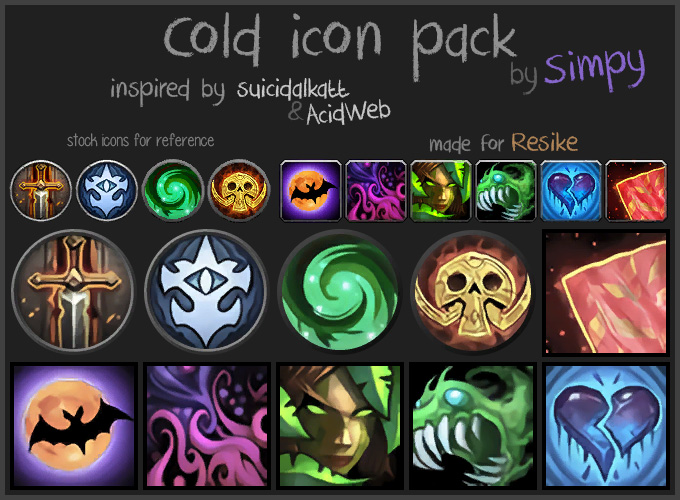 cold icon pack
by Simpy
inspired by suicidalkatt
& AcidWeb
stock icons for reference
made for Resike